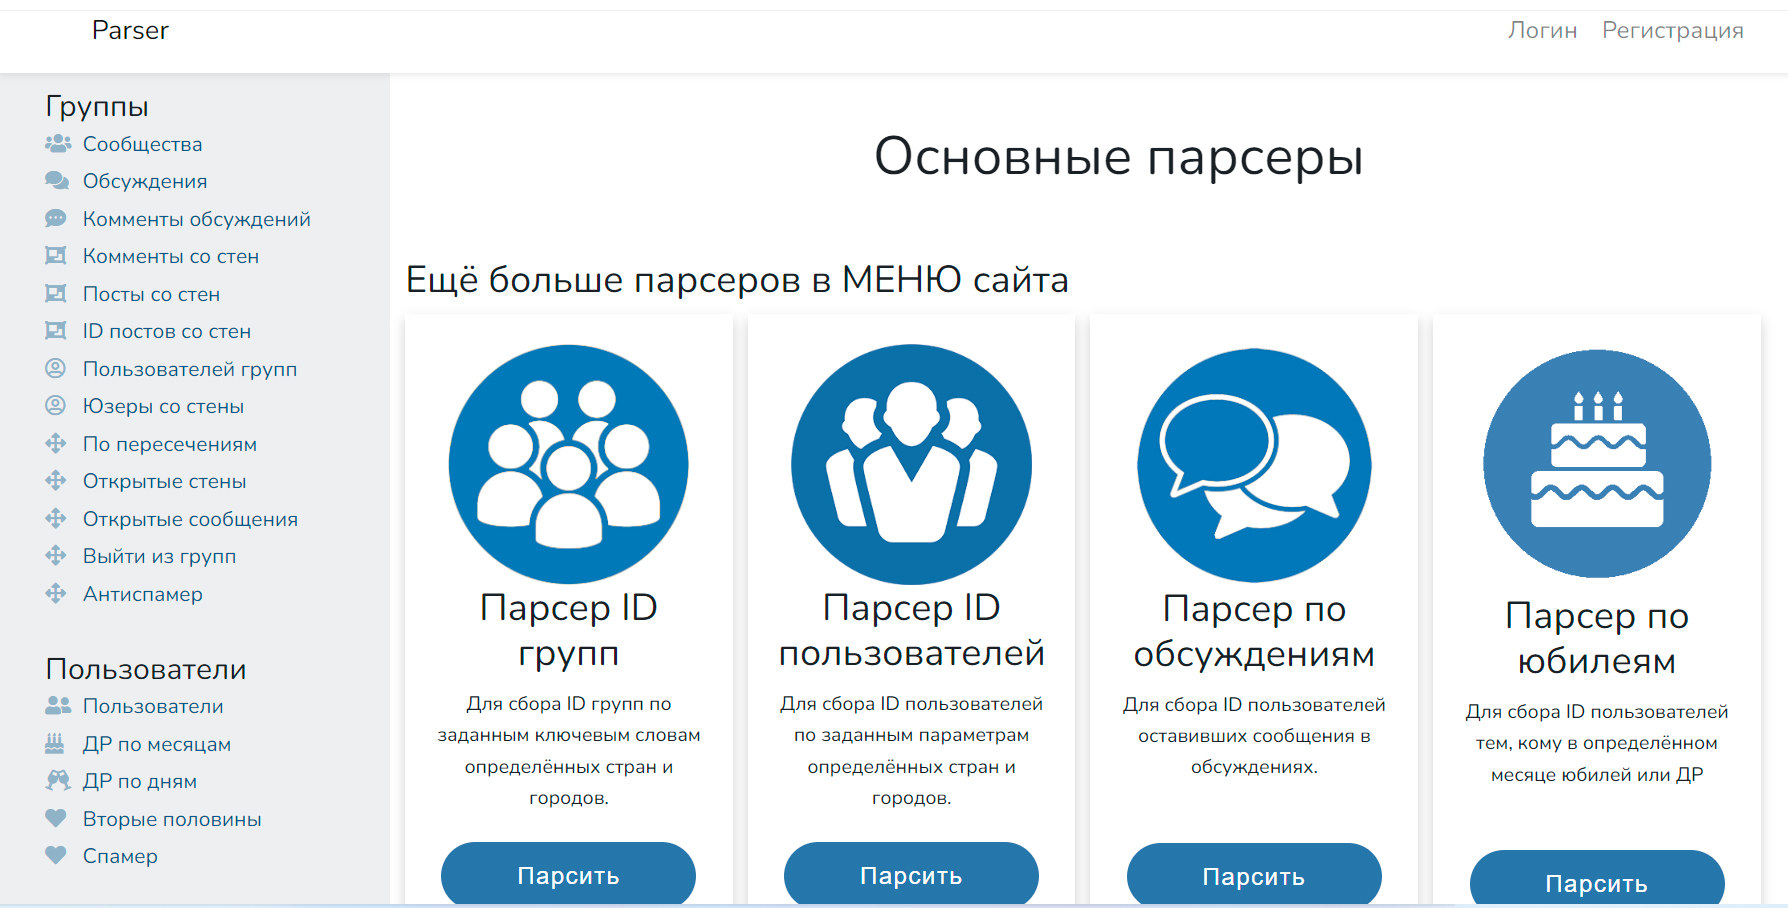 Parser
Логин
Регистрация
Группы
Сообщества
Обсуждения
Комменты обсуждений
Комменты со стен
Посты со стен
ID постов со стен
Пользователей групп
Юзеры со стены
По пересечениям
Открытые стены
Открытые сообщения
Выйти из групп
Антиспамер
Пользователи
Пользователи
ДР по месяцам
ДР по дням
Вторые половины
Спамер
Основные парсеры
Ещё больше парсеров в МЕНЮ сайта
Парсер ID
групп
Для сбора ID групп по
заданным ключевым словам
определённых стран и
городов.
Парсить
Парсер ID
пользователей
Для сбора ID пользователей
по заданным параметрам
определённых стран и
городов.
Парсить
Парсер по
обсуждениям
Для сбора ID пользователей
оставивших сообщения в
обсуждениях.
Парсить
Парсер по
юбилеям
Для сбора ID пользователей
тем, кому в определённом
месяце юбилей или ДР
Парсить